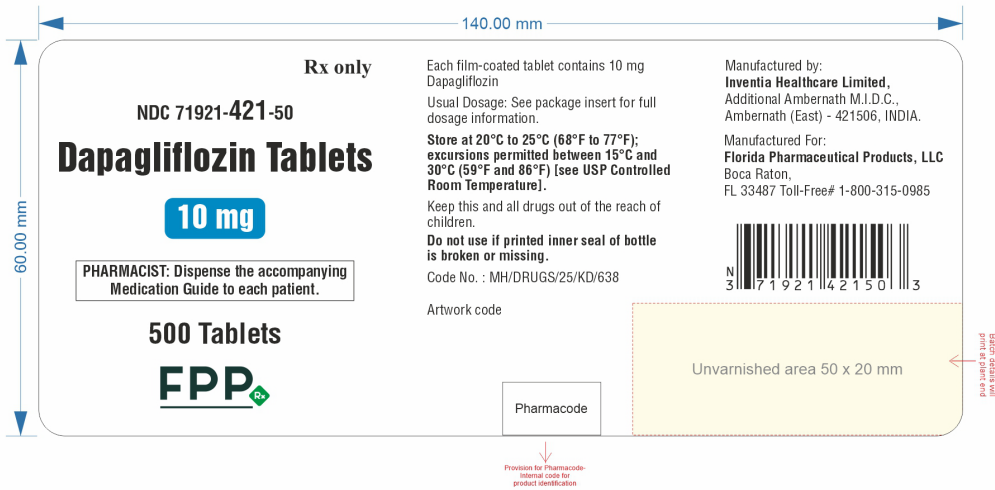 140.00 mm
60.00 mm
Rx only
NDC 71921-421-50
Dapagliflozin Tablets
10 mg
PHARMACIST: Dispense the accompanying
Medication Guide to each patient.
500 Tablets
FPP
Rx
Each film-coated tablet contains 10 mg
Dapagliflozin
Usual Dosage: See package insert for full
dosage information.
Store at 20°C to 25°C (68°F to 77°F);
excursions permitted between 15°C and
30°C (59°F and 86°F) [see USP Controlled
Room Temperature].
Keep this and all drugs out of the reach of
children.
Do not use if printed inner seal of bottle
is broken or missing.
Code No. : MH/DRUGS/25/KD/638
Artwork code
Pharmacode
Provision for Pharmacode-
Internal code for
product identification
Manufactured by:
Inventia Healthcare Limited,
Additional Ambernath M.I.D.C.,
Ambernath (East) - 421506, INDIA.
Manufactured For:
Florida Pharmaceutical Products, LLC
Boca Raton,
FL 33487 Toll-Free# 1-800-315-0985
N
3 71921 42150 3
Unvarnished area 50 x 20 mm
Batch details will
print at plant end